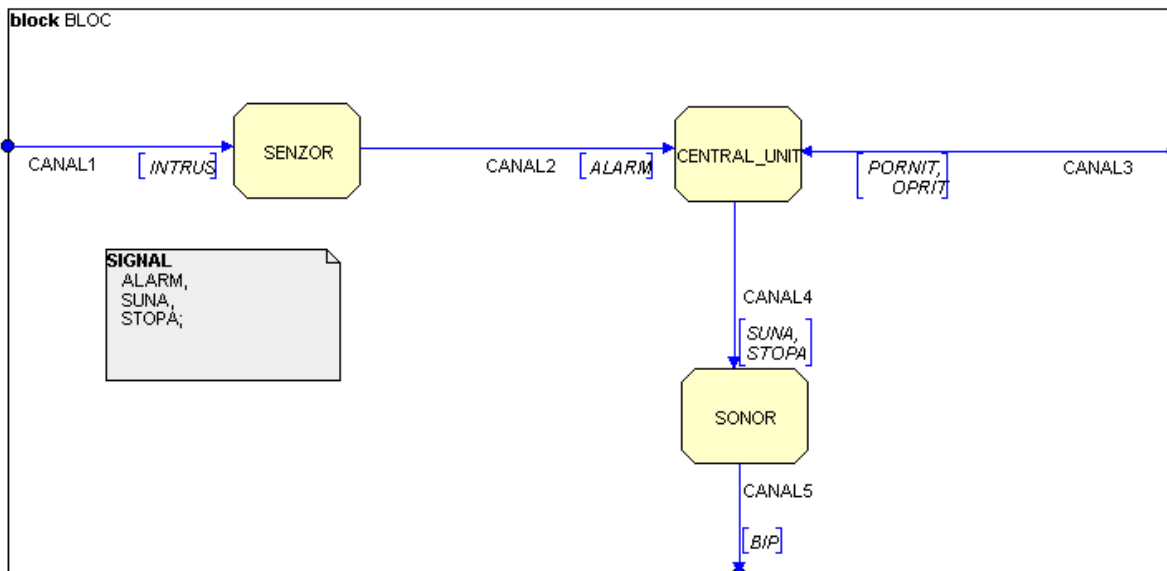 block BLOC
SENZOR
CENTRAL_UNIT
CANAL1
[INTRUS]
CANAL2
[ALARM]
[PORNIT,
OPRIT]
CANAL3
SIGNAL
ALARM,
SUNA,
STOPA;
CANAL4
[SUNA,
STOPA]
SONOR
CANAL5
[BIP]